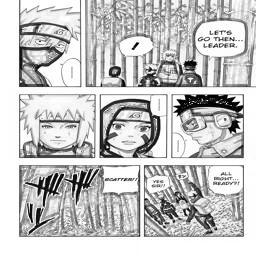 LET'S
GO THEN...
LEADER.
!
SCATTER!!
YES
SIR!!
ALL
RIGHT...
READY?!